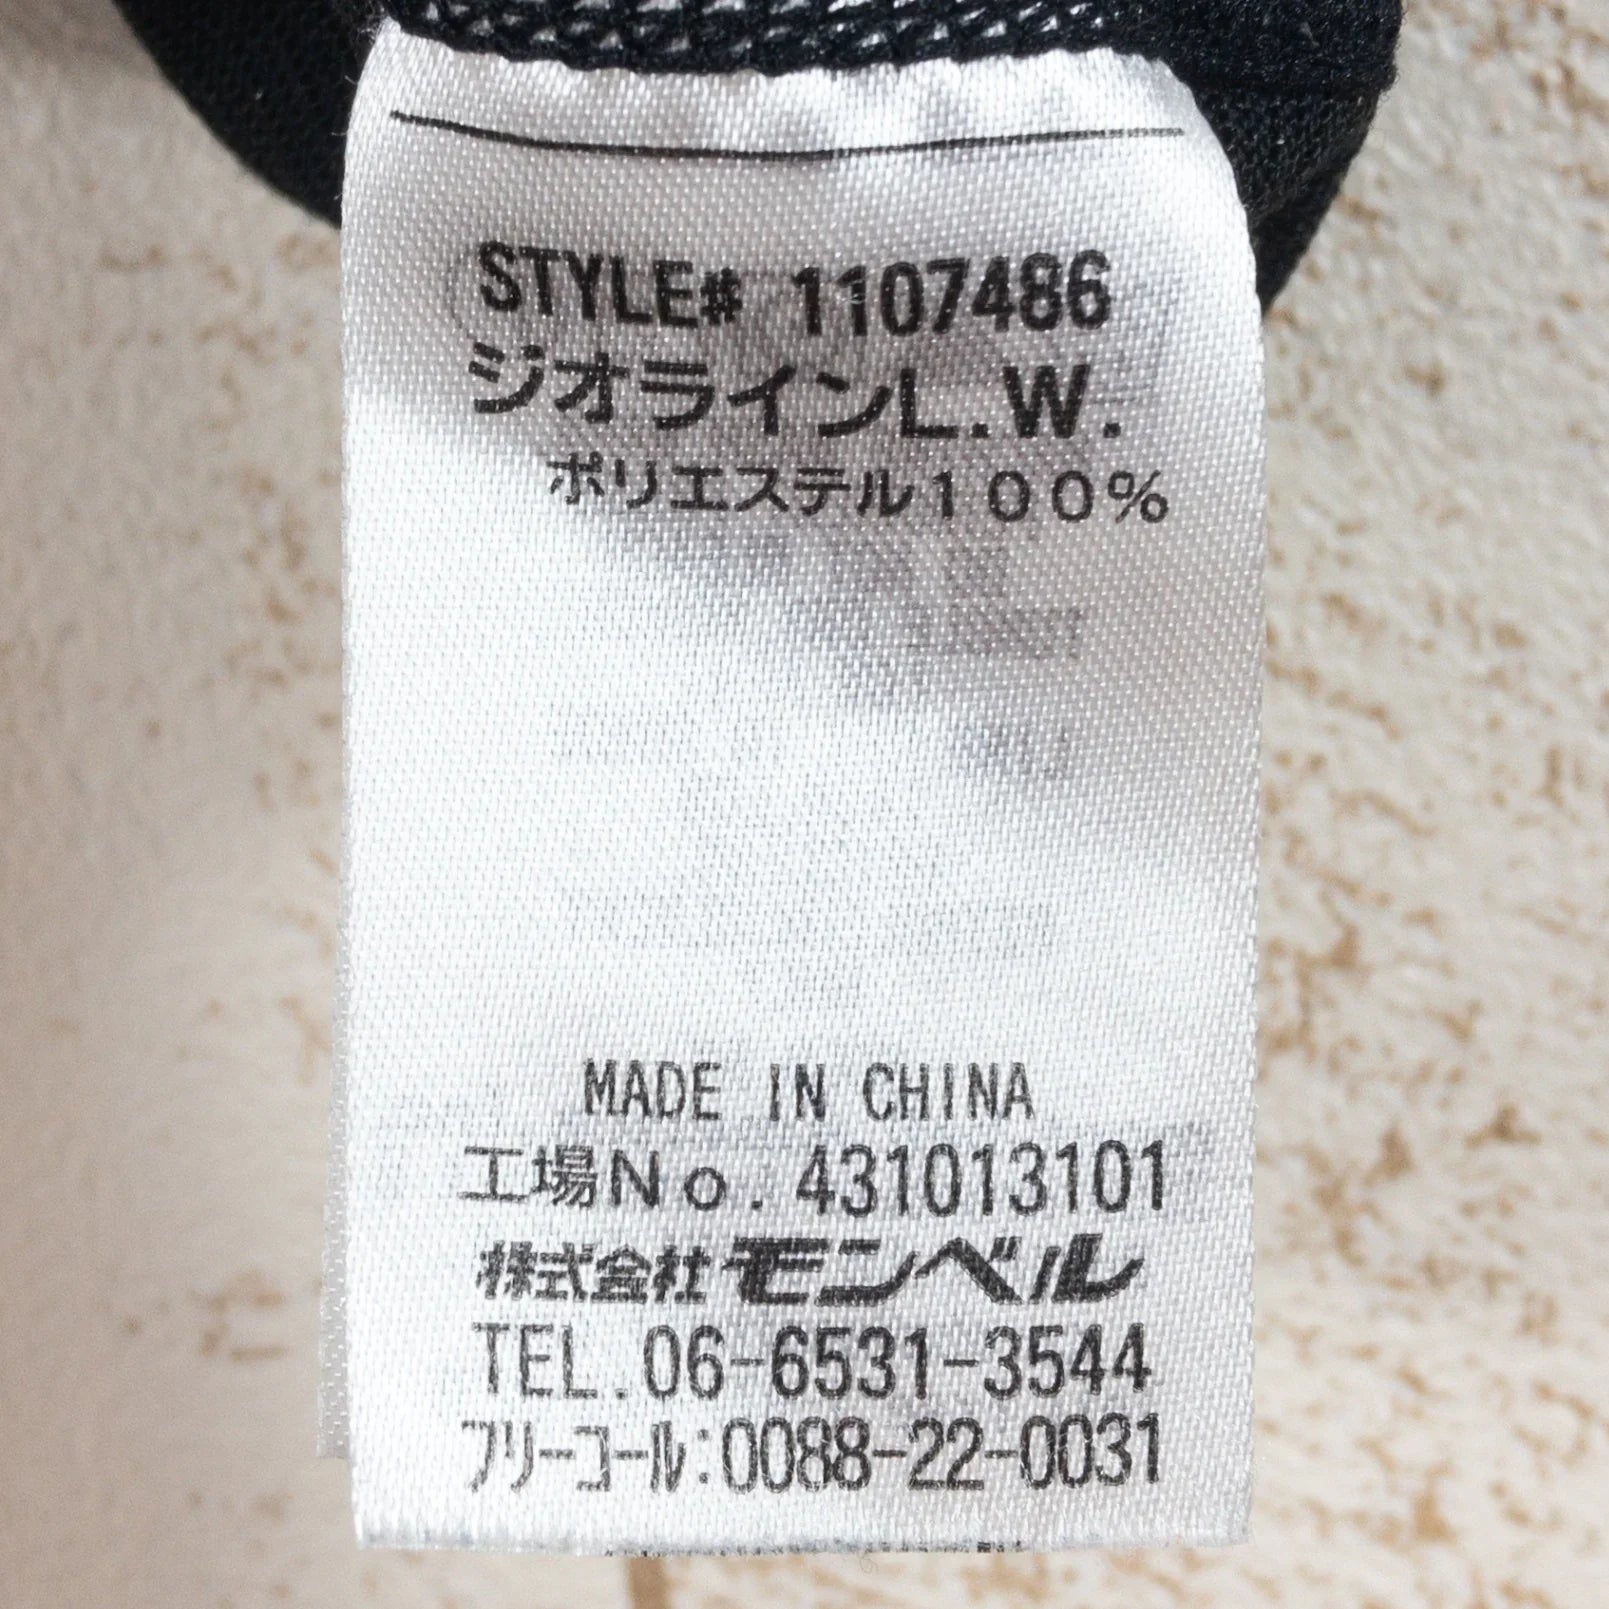 STYLE# 1107486
ジオラインL.W.
ポリエステル100%
MADE IN CHINA
工場No. 431013101
株式会社モンベル
TEL.06-6531-3544
フリーコール:0088-22-0031